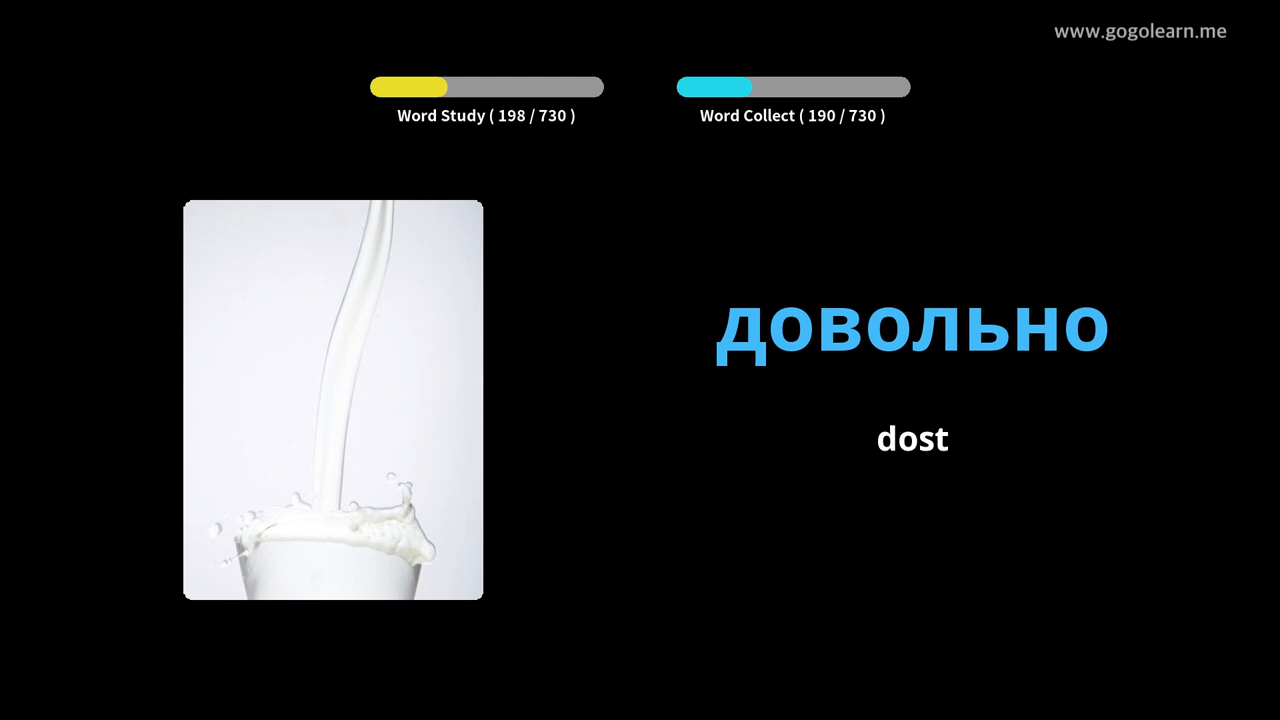 www.gogolearn.me
Word Study ( 198 / 730 )
Word Collect ( 190 / 730 )
довольно
dost